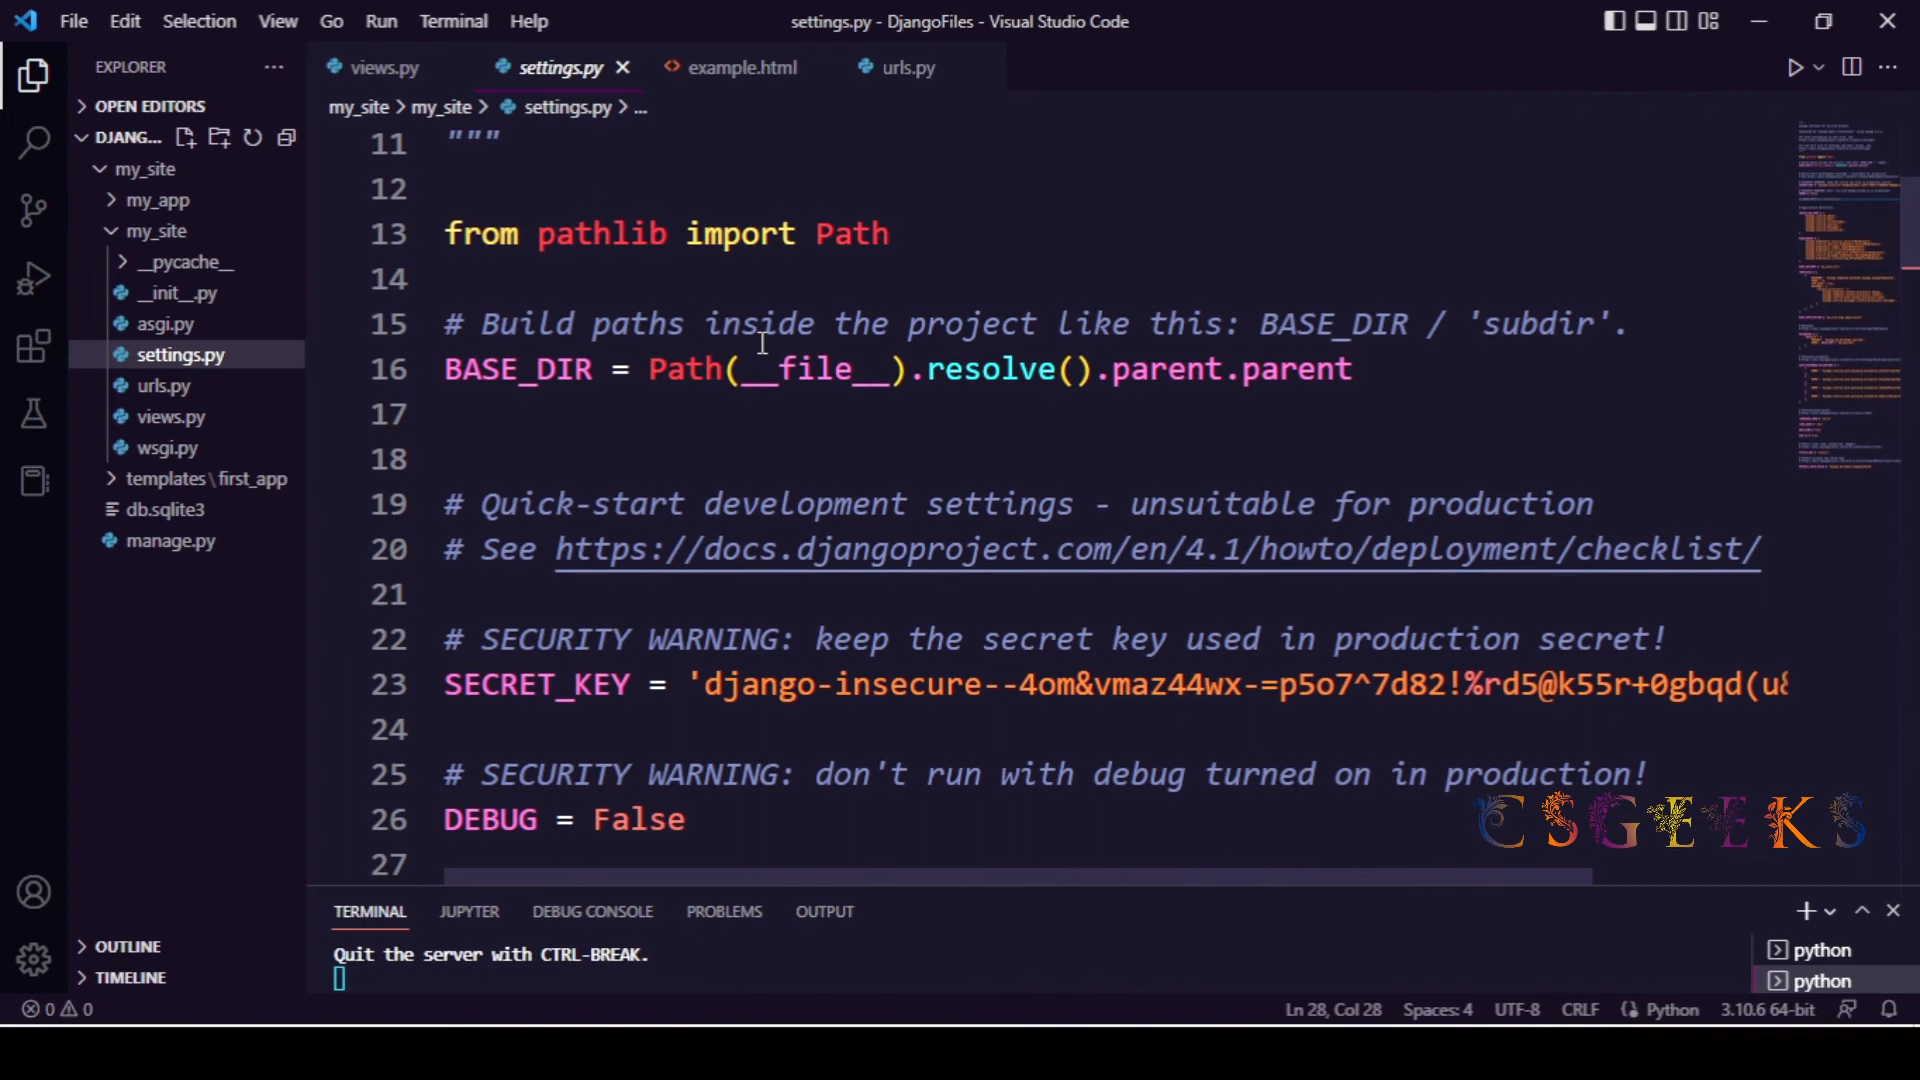 File Edit Selection View Go Run Terminal Help
settings.py - DjangoFiles - Visual Studio Code
EXPLORER
OPEN EDITORS
DJANG...
my_site
my_app
my_site
__pycache__
__init__.py
asgi.py
settings.py
urls.py
views.py
wsgi.py
templates\first_app
db.sqlite3
manage.py
OUTLINE
TIMELINE
views.py settings.py example.html urls.py
my_site > my_site > settings.py > ...
11 """
12
13 from pathlib import Path
14
15 # Build paths inside the project like this: BASE_DIR / 'subdir'.
16 BASE_DIR = Path(__file__).resolve().parent.parent
17
18
19 # Quick-start development settings - unsuitable for production
20 # See https://docs.djangoproject.com/en/4.1/howto/deployment/checklist/
21
22 # SECURITY WARNING: keep the secret key used in production secret!
23 SECRET_KEY = 'django-insecure--4om&vmaz44wx-=p5o7^7d82!%rd5@k55r+0gbqd(u&
24
25 # SECURITY WARNING: don't run with debug turned on in production!
26 DEBUG = False
27
CSGEEKS
TERMINAL JUPYTER DEBUG CONSOLE PROBLEMS OUTPUT
Quit the server with CTRL-BREAK.
python
python
0 0
Ln 28, Col 28 Spaces: 4 UTF-8 CRLF Python 3.10.6 64-bit